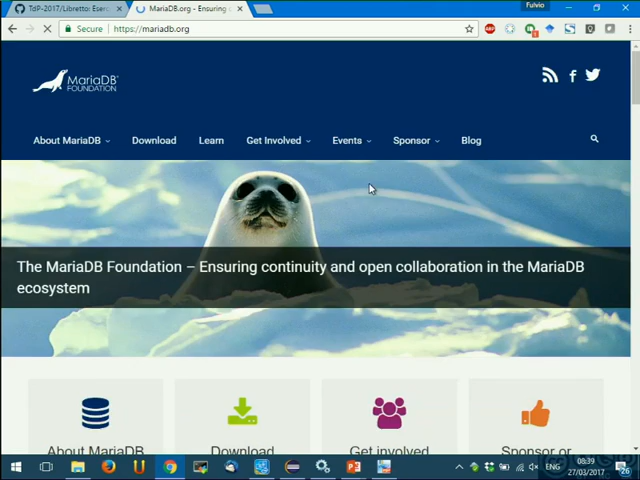 Fulvio
TdP-2017/Libretto: Eserc
MariaDB.org - Ensuring c
Secure
https://mariadb.org
MariaDB
FOUNDATION
About MariaDB
Download
Learn
Get Involved
Events
Sponsor
Blog
The MariaDB Foundation – Ensuring continuity and open collaboration in the MariaDB
ecosystem
About MariaDB
Download
Get involved
Sponsor or
ENG
08:39
27/03/2017
26